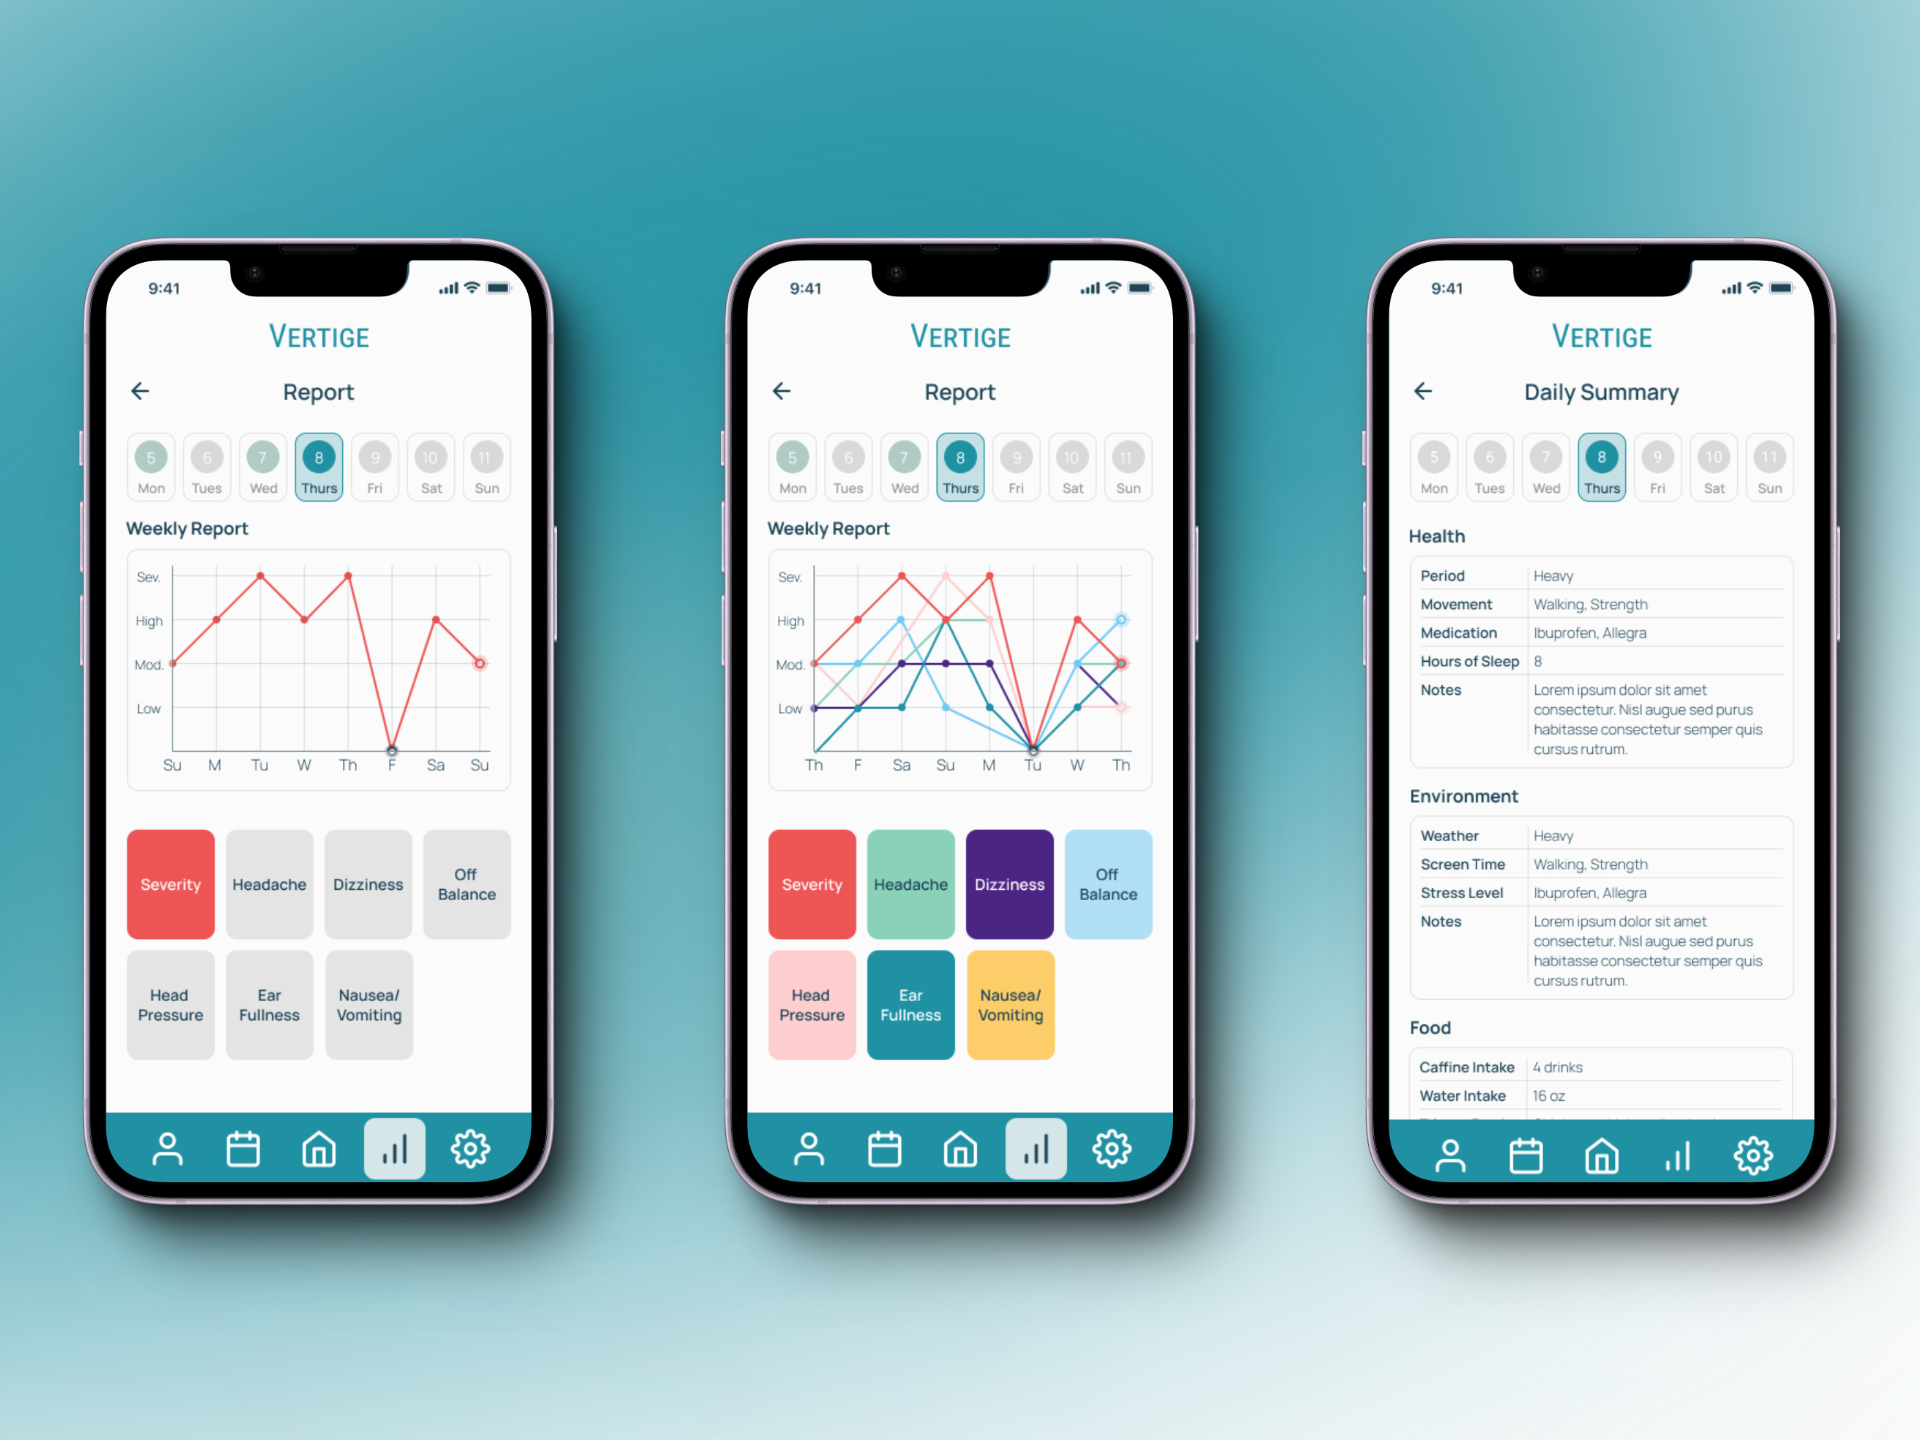 9:41
VERTIGE
Report
5 6 7 8 9 10 11
Mon Tues Wed Thurs Fri Sat Sun
Weekly Report
Sev.
High
Mod.
Low
Su M Tu W Th F Sa Su
Severity Headache Dizziness Off
Balance
Head
Pressure
Ear
Fullness
Nausea/
Vomiting
9:41
VERTIGE
Report
5 6 7 8 9 10 11
Mon Tues Wed Thurs Fri Sat Sun
Weekly Report
Sev.
High
Mod.
Low
Th F Sa Su M Tu W Th
Severity Headache Dizziness Off
Balance
Head
Pressure
Ear
Fullness
Nausea/
Vomiting
9:41
VERTIGE
Daily Summary
5 6 7 8 9 10 11
Mon Tues Wed Thurs Fri Sat Sun
Health
Period Heavy
Movement Walking, Strength
Medication Ibuprofen, Allegra
Hours of Sleep 8
Notes Lorem ipsum dolor sit amet
consectetur. Nisl augue sed purus
habitasse consectetur semper quis
cursus rutrum.
Environment
Weather Heavy
Screen Time Walking, Strength
Stress Level Ibuprofen, Allegra
Notes Lorem ipsum dolor sit amet
consectetur. Nisl augue sed purus
habitasse consectetur semper quis
cursus rutrum.
Food
Caffine Intake 4 drinks
Water Intake 16 oz